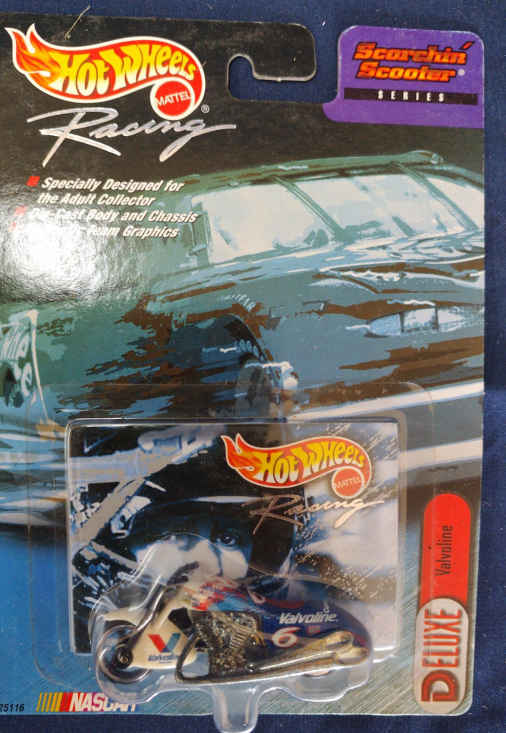 HOT WHEELS
MATTEL
®
Racing
Scorchin'
Scooter®
SERIES
Specially Designed for
the Adult Collector
Die-Cast Body and Chassis
Team Graphics
HOT WHEELS
MATTEL
Racing
Valvoline
DELUXE
Valvoline
6
V
Valvoline
25116
NASCAR